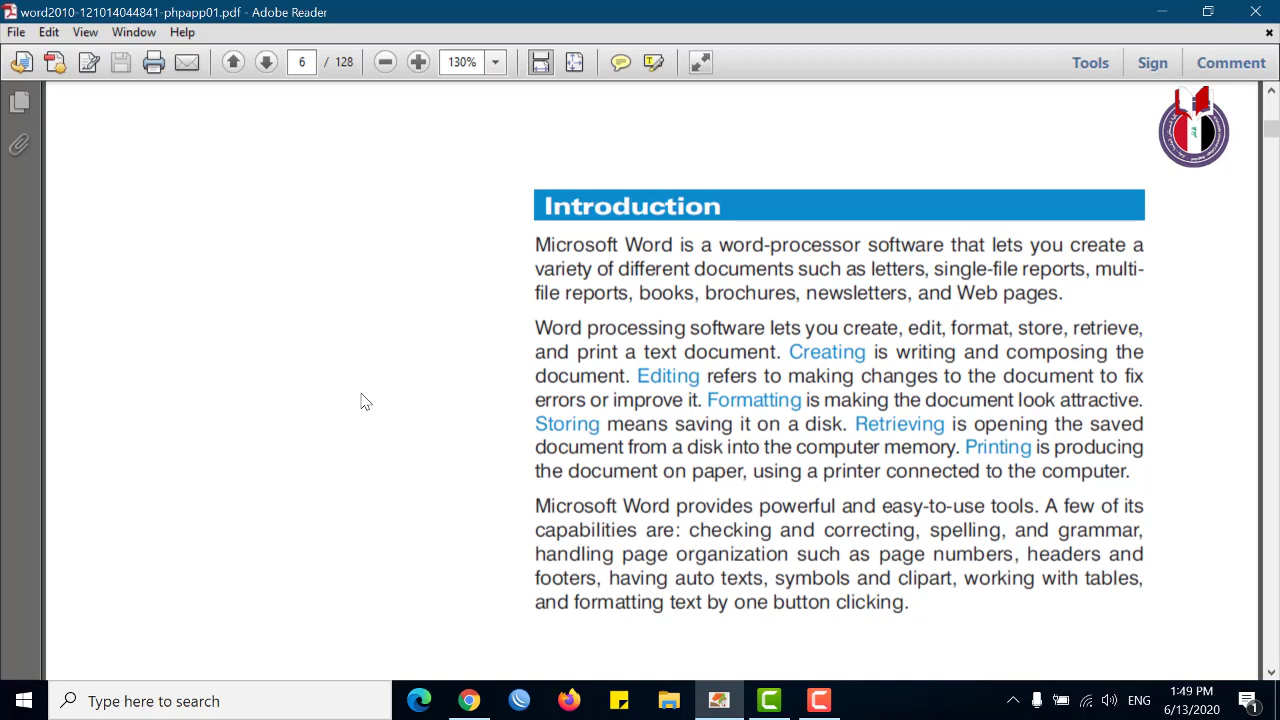 word2010-121014044841-phpapp01.pdf - Adobe Reader
File Edit View Window Help
6 / 128 130% Tools Sign Comment
Introduction
Microsoft Word is a word-processor software that lets you create a
variety of different documents such as letters, single-file reports, multi-
file reports, books, brochures, newsletters, and Web pages.
Word processing software lets you create, edit, format, store, retrieve,
and print a text document. Creating is writing and composing the
document. Editing refers to making changes to the document to fix
errors or improve it. Formatting is making the document look attractive.
Storing means saving it on a disk. Retrieving is opening the saved
document from a disk into the computer memory. Printing is producing
the document on paper, using a printer connected to the computer.
Microsoft Word provides powerful and easy-to-use tools. A few of its
capabilities are: checking and correcting, spelling, and grammar,
handling page organization such as page numbers, headers and
footers, having auto texts, symbols and clipart, working with tables,
and formatting text by one button clicking.
Type here to search
ENG
1:49 PM
6/13/2020
1